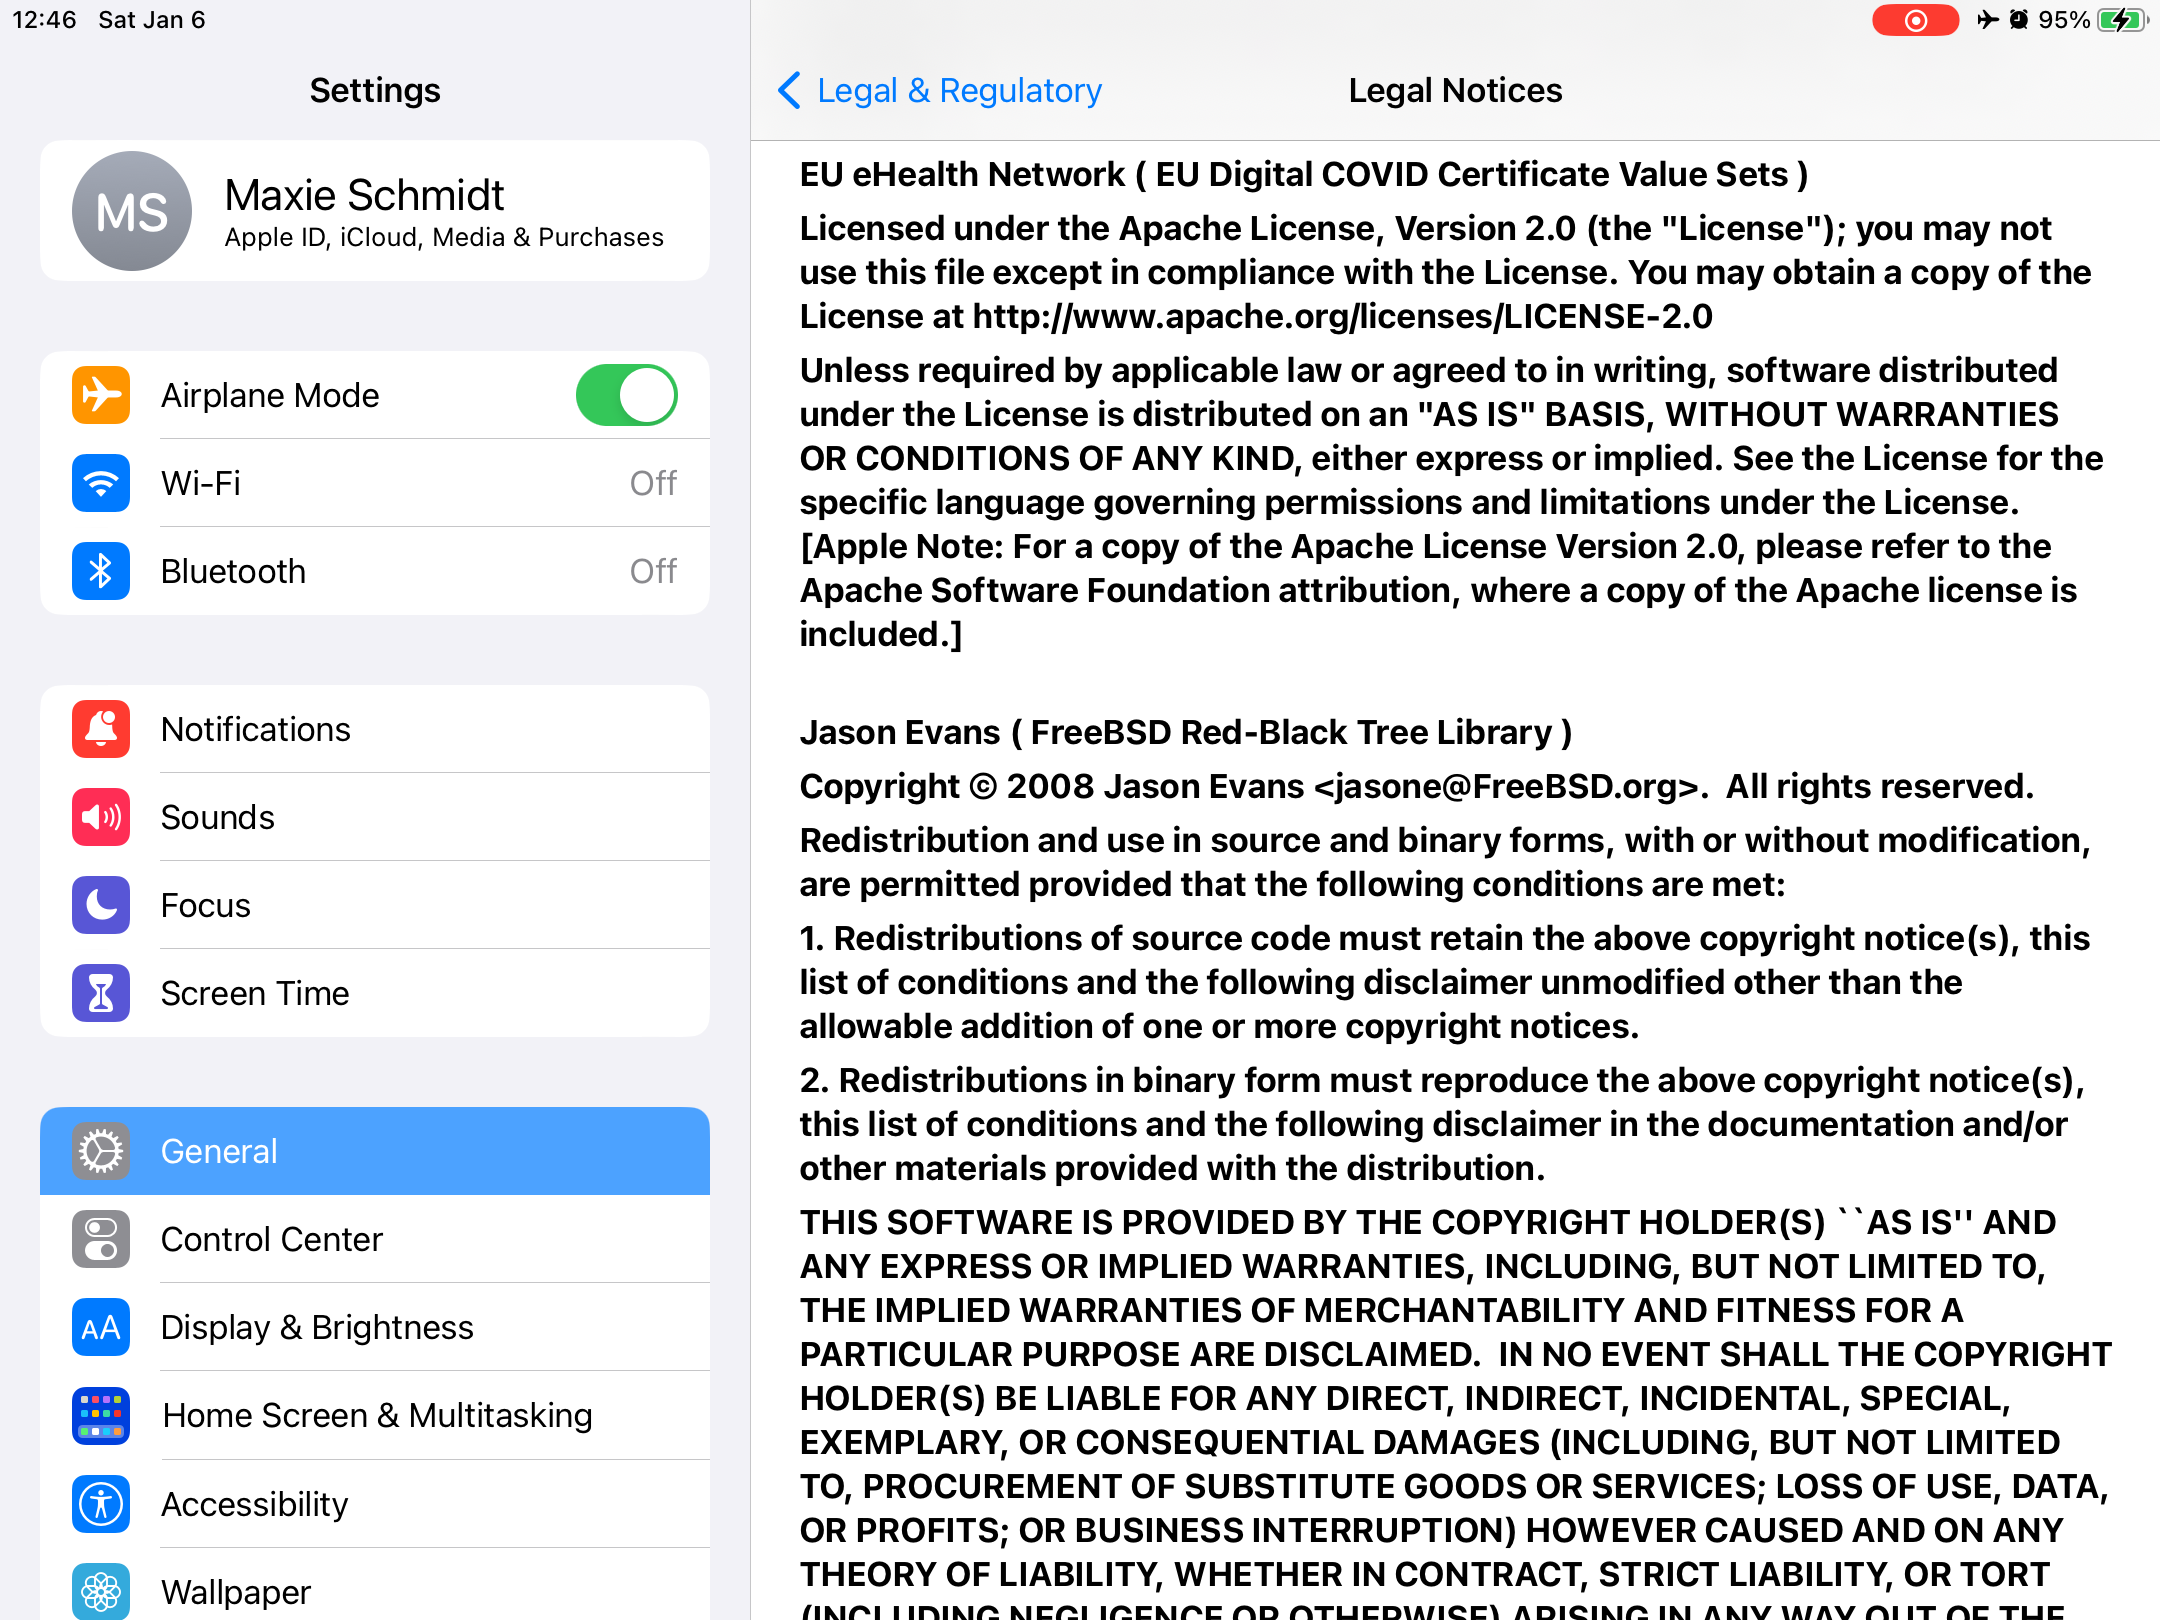 12:46 Sat Jan 6
95%
Settings
MS
Maxie Schmidt
Apple ID, iCloud, Media & Purchases
Airplane Mode
Wi-Fi Off
Bluetooth Off
Notifications
Sounds
Focus
Screen Time
General
Control Center
AA Display & Brightness
Home Screen & Multitasking
Accessibility
Wallpaper
Legal & Regulatory
Legal Notices
EU eHealth Network ( EU Digital COVID Certificate Value Sets )
Licensed under the Apache License, Version 2.0 (the "License"); you may not
use this file except in compliance with the License. You may obtain a copy of the
License at http://www.apache.org/licenses/LICENSE-2.0
Unless required by applicable law or agreed to in writing, software distributed
under the License is distributed on an "AS IS" BASIS, WITHOUT WARRANTIES
OR CONDITIONS OF ANY KIND, either express or implied. See the License for the
specific language governing permissions and limitations under the License.
[Apple Note: For a copy of the Apache License Version 2.0, please refer to the
Apache Software Foundation attribution, where a copy of the Apache license is
included.]
Jason Evans ( FreeBSD Red-Black Tree Library )
Copyright © 2008 Jason Evans <jasone@FreeBSD.org>.  All rights reserved.
Redistribution and use in source and binary forms, with or without modification,
are permitted provided that the following conditions are met:
1. Redistributions of source code must retain the above copyright notice(s), this
list of conditions and the following disclaimer unmodified other than the
allowable addition of one or more copyright notices.
2. Redistributions in binary form must reproduce the above copyright notice(s),
this list of conditions and the following disclaimer in the documentation and/or
other materials provided with the distribution.
THIS SOFTWARE IS PROVIDED BY THE COPYRIGHT HOLDER(S) ``AS IS'' AND
ANY EXPRESS OR IMPLIED WARRANTIES, INCLUDING, BUT NOT LIMITED TO,
THE IMPLIED WARRANTIES OF MERCHANTABILITY AND FITNESS FOR A
PARTICULAR PURPOSE ARE DISCLAIMED.  IN NO EVENT SHALL THE COPYRIGHT
HOLDER(S) BE LIABLE FOR ANY DIRECT, INDIRECT, INCIDENTAL, SPECIAL,
EXEMPLARY, OR CONSEQUENTIAL DAMAGES (INCLUDING, BUT NOT LIMITED
TO, PROCUREMENT OF SUBSTITUTE GOODS OR SERVICES; LOSS OF USE, DATA,
OR PROFITS; OR BUSINESS INTERRUPTION) HOWEVER CAUSED AND ON ANY
THEORY OF LIABILITY, WHETHER IN CONTRACT, STRICT LIABILITY, OR TORT
(INCLUDING NEGLIGENCE OR OTHERWISE) ARISING IN ANY WAY OUT OF THE